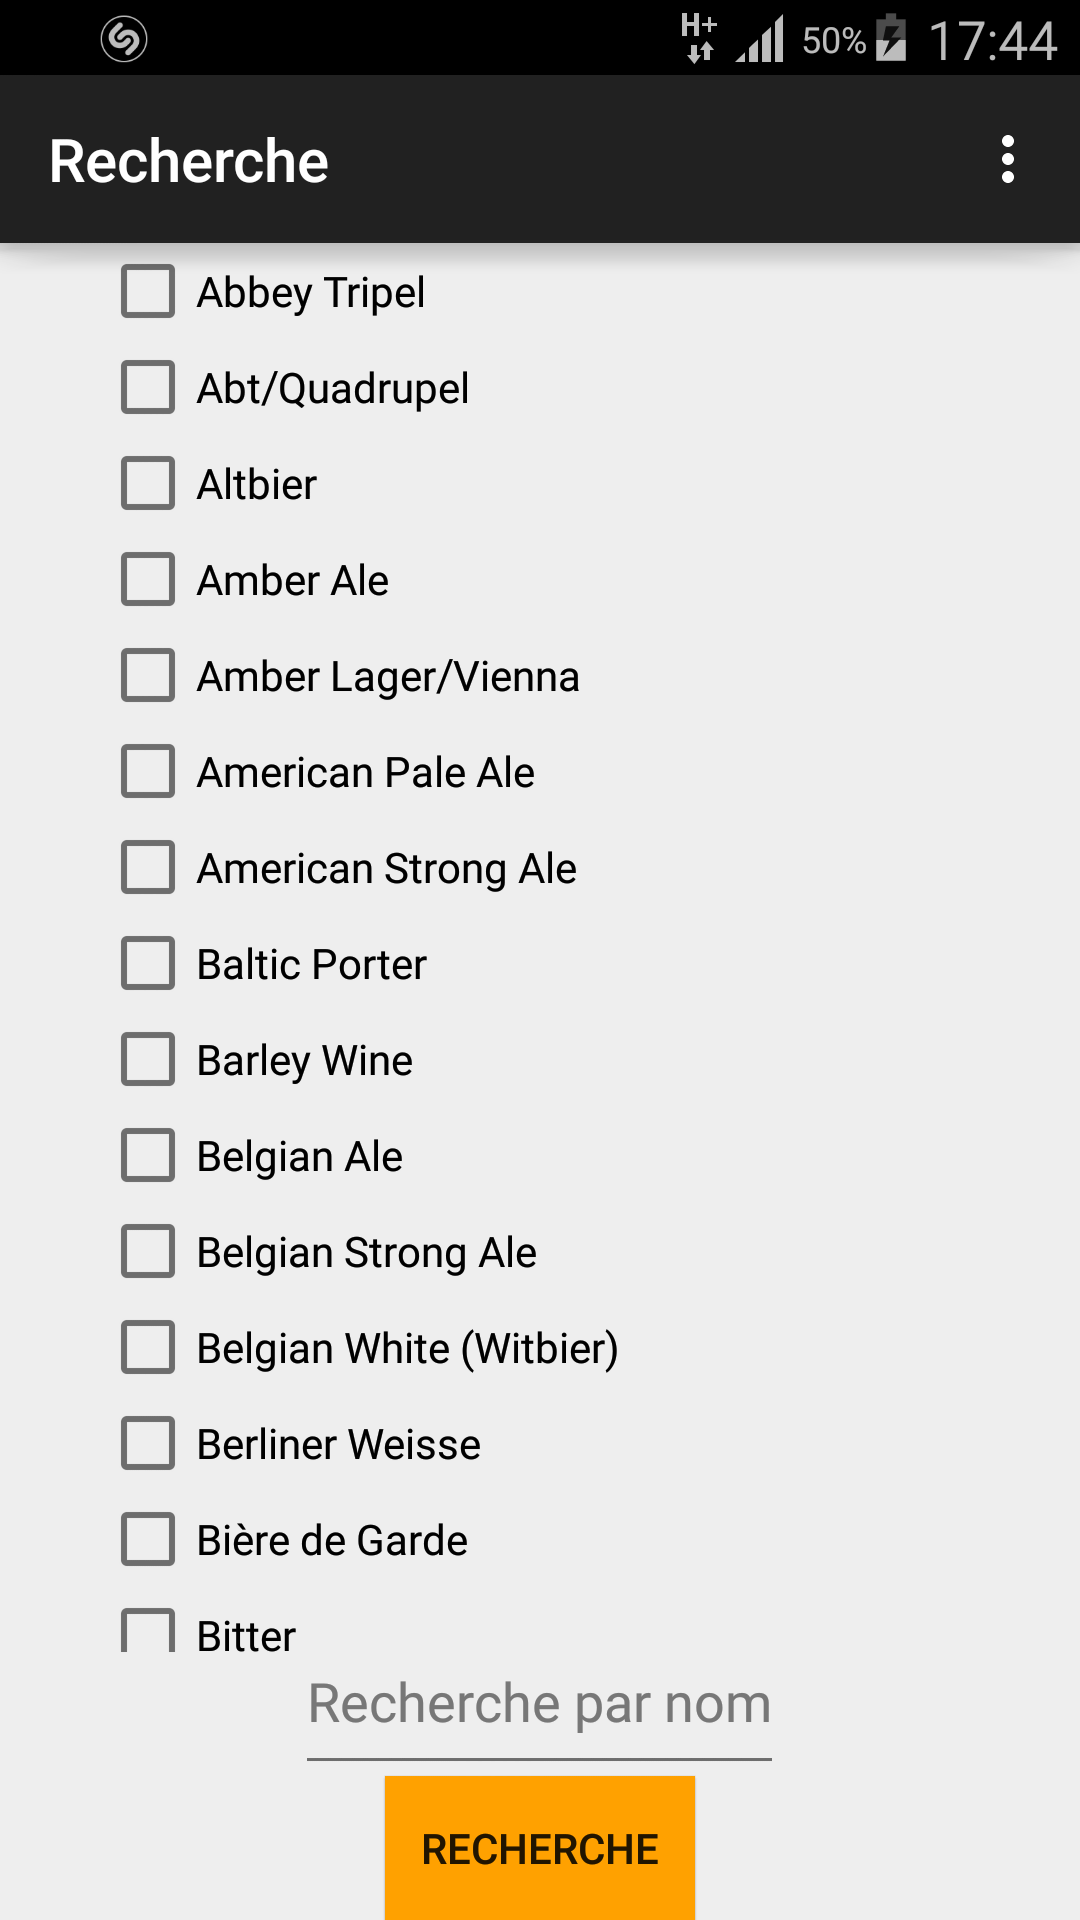 H+ 50% 17:44
Recherche
Abbey Tripel
Abt/Quadrupel
Altbier
Amber Ale
Amber Lager/Vienna
American Pale Ale
American Strong Ale
Baltic Porter
Barley Wine
Belgian Ale
Belgian Strong Ale
Belgian White (Witbier)
Berliner Weisse
Bière de Garde
Bitter
Recherche par nom
RECHERCHE